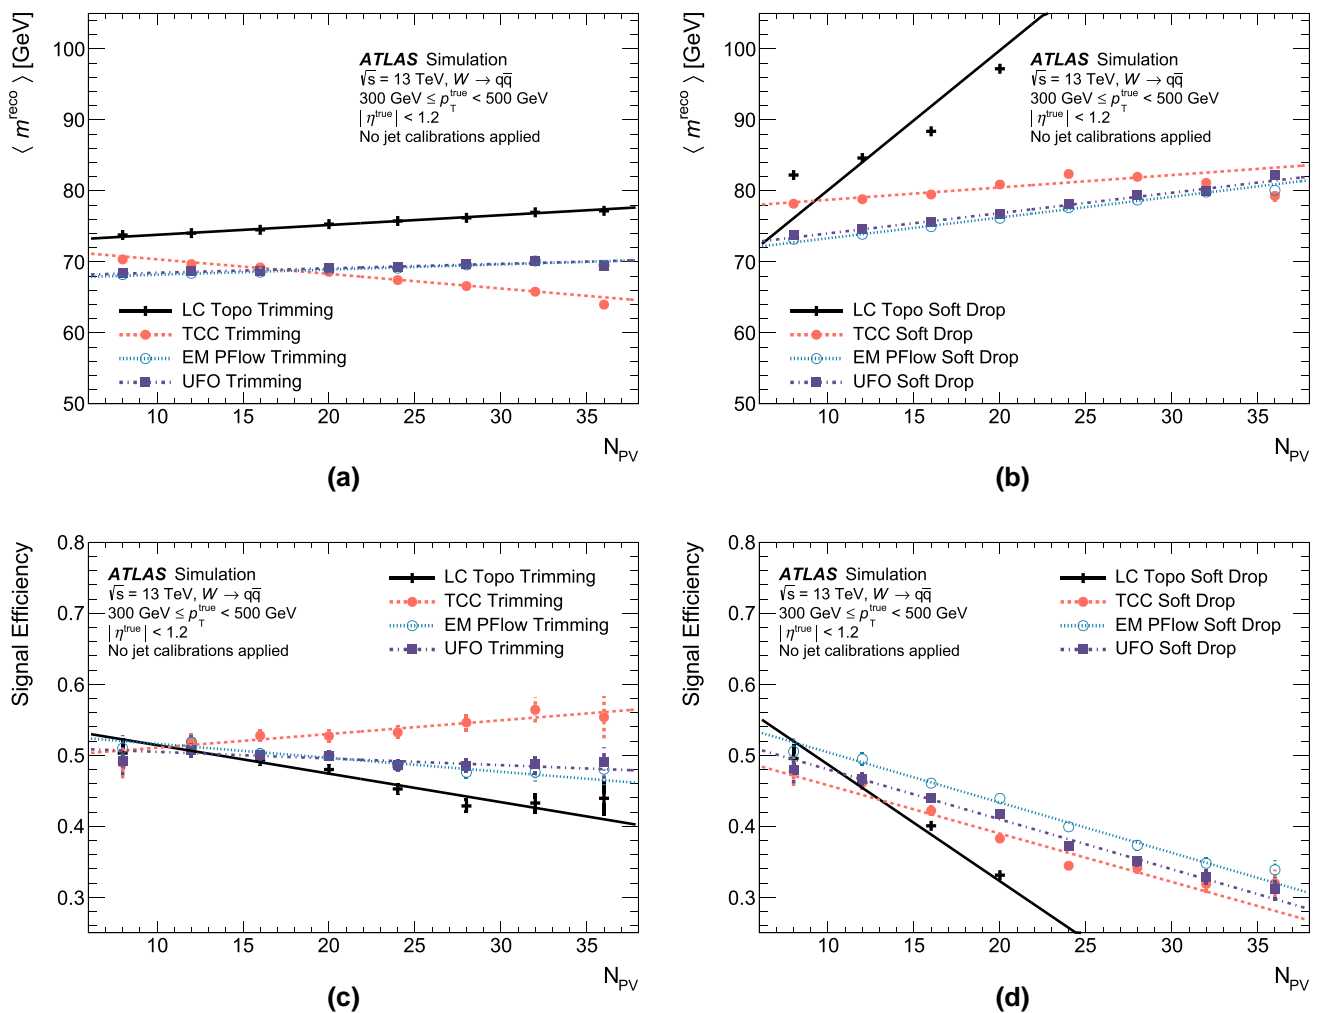 ⟨ m^reco ⟩ [GeV]
100
90
80
70
60
50
10 15 20 25 30 35
N_PV
ATLAS Simulation
√s = 13 TeV, W → qq̅
300 GeV ≤ p_T^true < 500 GeV
| η^true | < 1.2
No jet calibrations applied
LC Topo Trimming
TCC Trimming
EM PFlow Trimming
UFO Trimming
(a)
⟨ m^reco ⟩ [GeV]
100
90
80
70
60
50
10 15 20 25 30 35
N_PV
ATLAS Simulation
√s = 13 TeV, W → qq̅
300 GeV ≤ p_T^true < 500 GeV
| η^true | < 1.2
No jet calibrations applied
LC Topo Soft Drop
TCC Soft Drop
EM PFlow Soft Drop
UFO Soft Drop
(b)
Signal Efficiency
0.8
0.7
0.6
0.5
0.4
0.3
10 15 20 25 30 35
N_PV
ATLAS Simulation
√s = 13 TeV, W → qq̅
300 GeV ≤ p_T^true < 500 GeV
| η^true | < 1.2
No jet calibrations applied
LC Topo Trimming
TCC Trimming
EM PFlow Trimming
UFO Trimming
(c)
Signal Efficiency
0.8
0.7
0.6
0.5
0.4
0.3
10 15 20 25 30 35
N_PV
ATLAS Simulation
√s = 13 TeV, W → qq̅
300 GeV ≤ p_T^true < 500 GeV
| η^true | < 1.2
No jet calibrations applied
LC Topo Soft Drop
TCC Soft Drop
EM PFlow Soft Drop
UFO Soft Drop
(d)